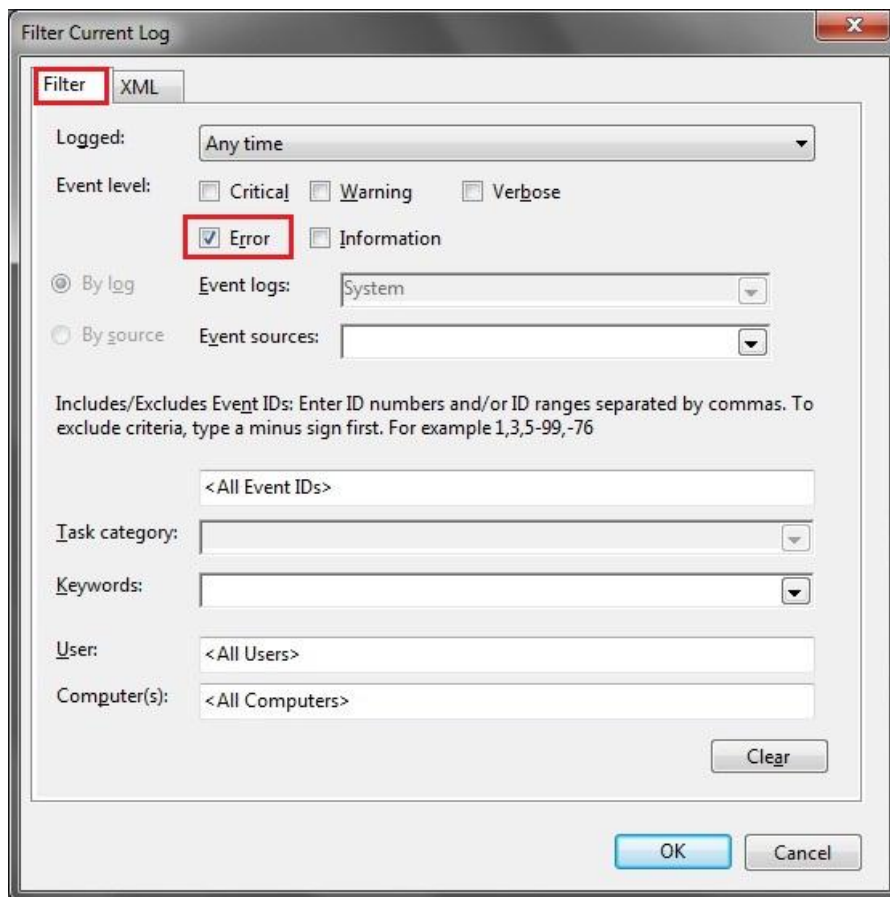 Filter Current Log
Filter XML
Logged: Any time
Event level: Critical Warning Verbose
Error Information
By log Event logs: System
By source Event sources:
Includes/Excludes Event IDs: Enter ID numbers and/or ID ranges separated by commas. To
exclude criteria, type a minus sign first. For example 1,3,5-99,-76
<All Event IDs>
Task category:
Keywords:
User: <All Users>
Computer(s): <All Computers>
Clear
OK Cancel